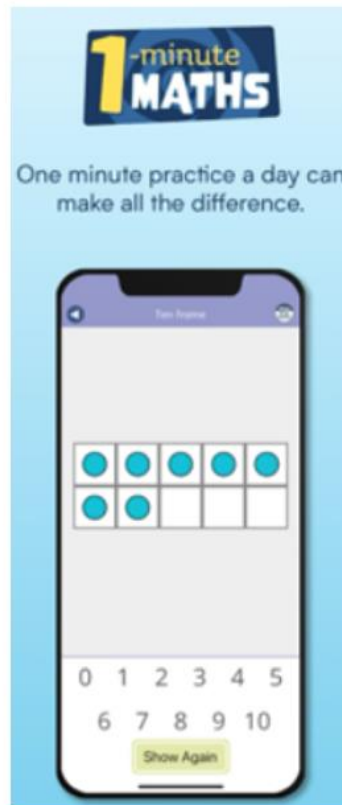 1-minute
MATHS
One minute practice a day can
make all the difference.
Ten frame
0 1 2 3 4 5
6 7 8 9 10
Show Again